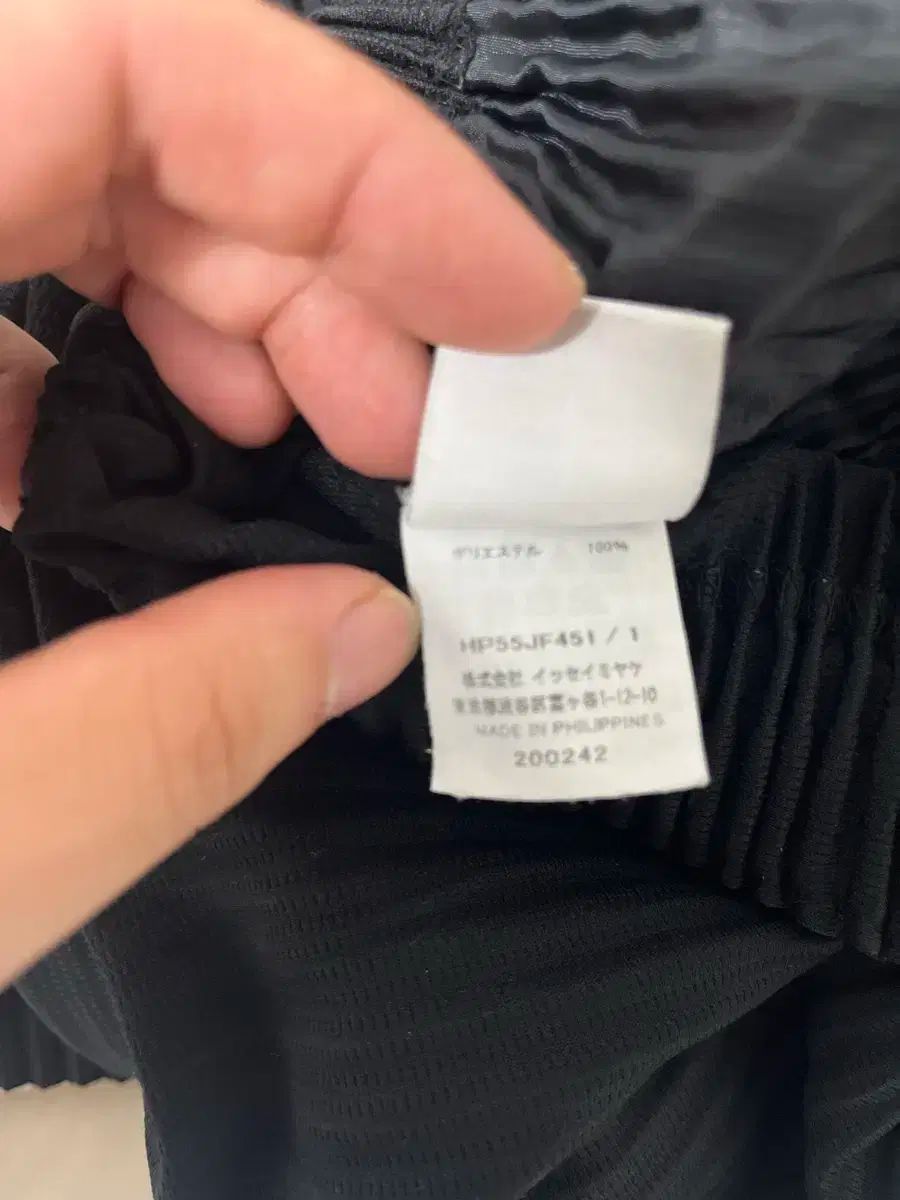 ポリエステル 100%
HP55JF451 / 1
株式会社 イッセイミヤケ
東京都渋谷区富ヶ谷1-12-10
MADE IN PHILIPPINES
200242